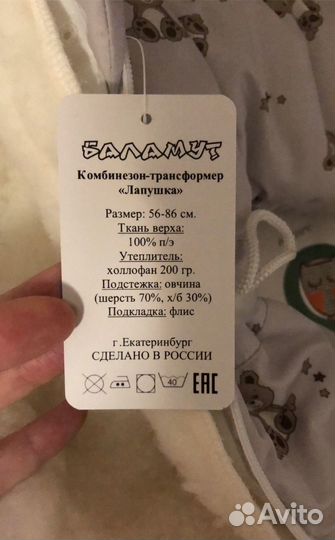 БАЛАМУТ
Комбинезон-трансформер
«Лапушка»
Размер: 56-86 см.
Ткань верха:
100% п/э
Утеплитель:
холлофан 200 гр.
Подстежка: овчина
(шерсть 70%, х/б 30%)
Подкладка: флис
г.Екатеринбург
СДЕЛАНО В РОССИИ
40 EAC
Avito